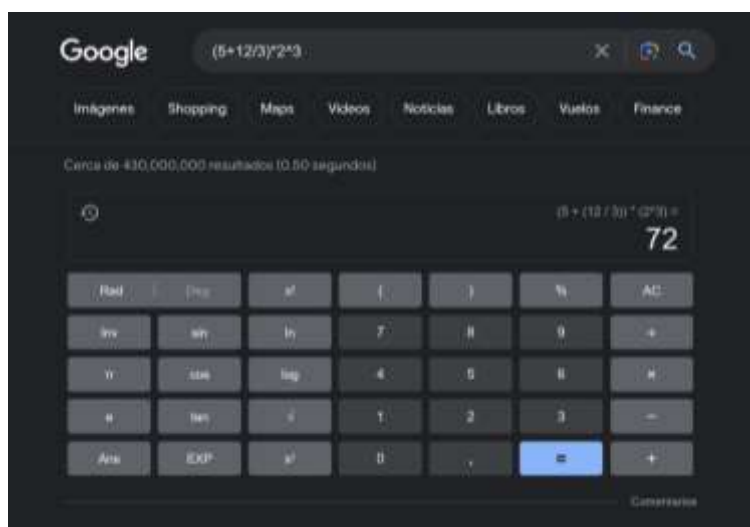 Google (5+12/3)*2^3
Imágenes Shopping Maps Videos Noticias Libros Vuelos Finance
Cerca de 430,000,000 resultados (0.50 segundos)
(5 + (12 / 3)) * (2^3) =
72
Rad Deg x! ( ) % AC
Inv sin ln 7 8 9 ÷
π cos log 4 5 6 ×
e tan √ 1 2 3 −
Ans EXP 0 , = +
Comentarios